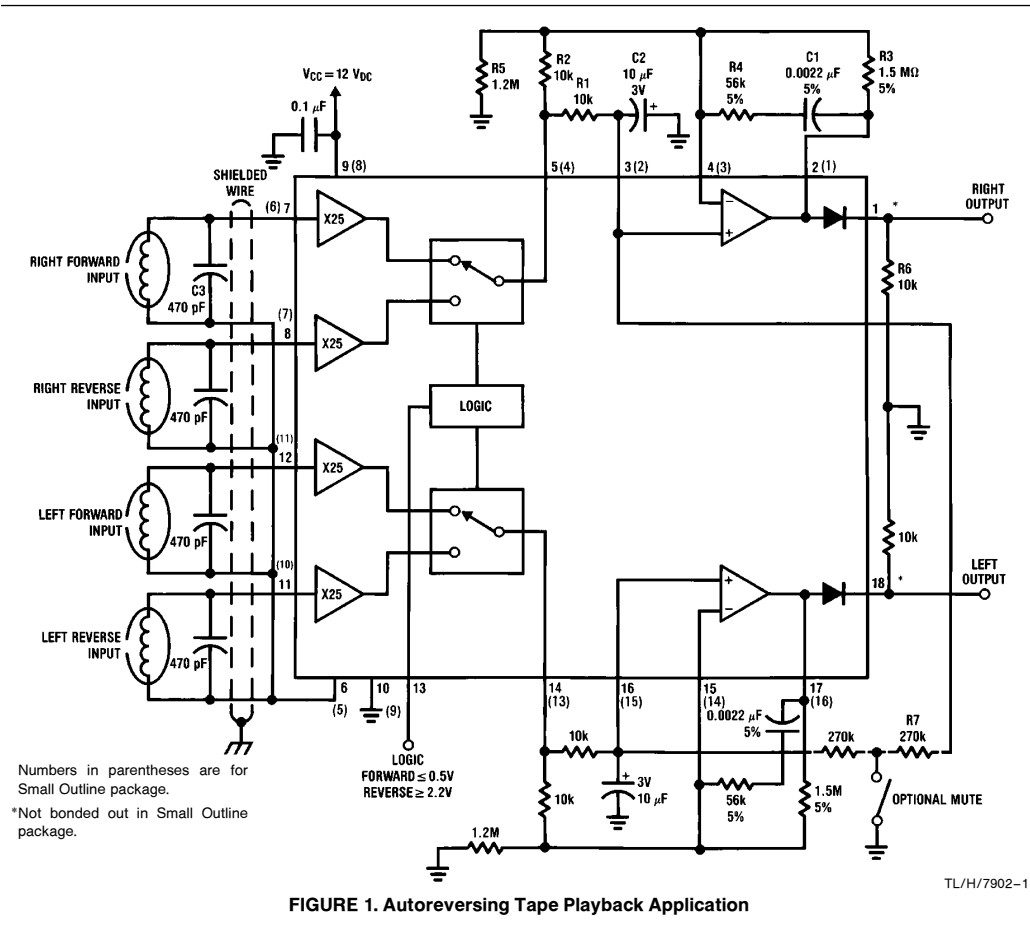 R5
1.2M
R2
10k
R1
10k
C2
10 μF
3V
+
R4
56k
5%
C1
0.0022 μF
5%
R3
1.5 MΩ
5%
VCC = 12 VDC
0.1 μF
9 (8)
5 (4)
3 (2)
4 (3)
2 (1)
SHIELDED
WIRE
(6) 7
X25
RIGHT FORWARD
INPUT
C3
470 pF
(7)
8
X25
RIGHT REVERSE
INPUT
470 pF
(11)
12
X25
LEFT FORWARD
INPUT
470 pF
(10)
11
X25
LEFT REVERSE
INPUT
470 pF
LOGIC
−
+
1
*
RIGHT
OUTPUT
R6
10k
10k
+
−
18
*
LEFT
OUTPUT
6
(5)
10
(9)
13
14
(13)
16
(15)
15
(14)
17
(16)
LOGIC
FORWARD ≤ 0.5V
REVERSE ≥ 2.2V
10k
10k
+
3V
10 μF
0.0022 μF
5%
56k
5%
1.5M
5%
270k
R7
270k
OPTIONAL MUTE
1.2M
Numbers in parentheses are for
Small Outline package.
*Not bonded out in Small Outline
package.
TL/H/7902–1
FIGURE 1. Autoreversing Tape Playback Application